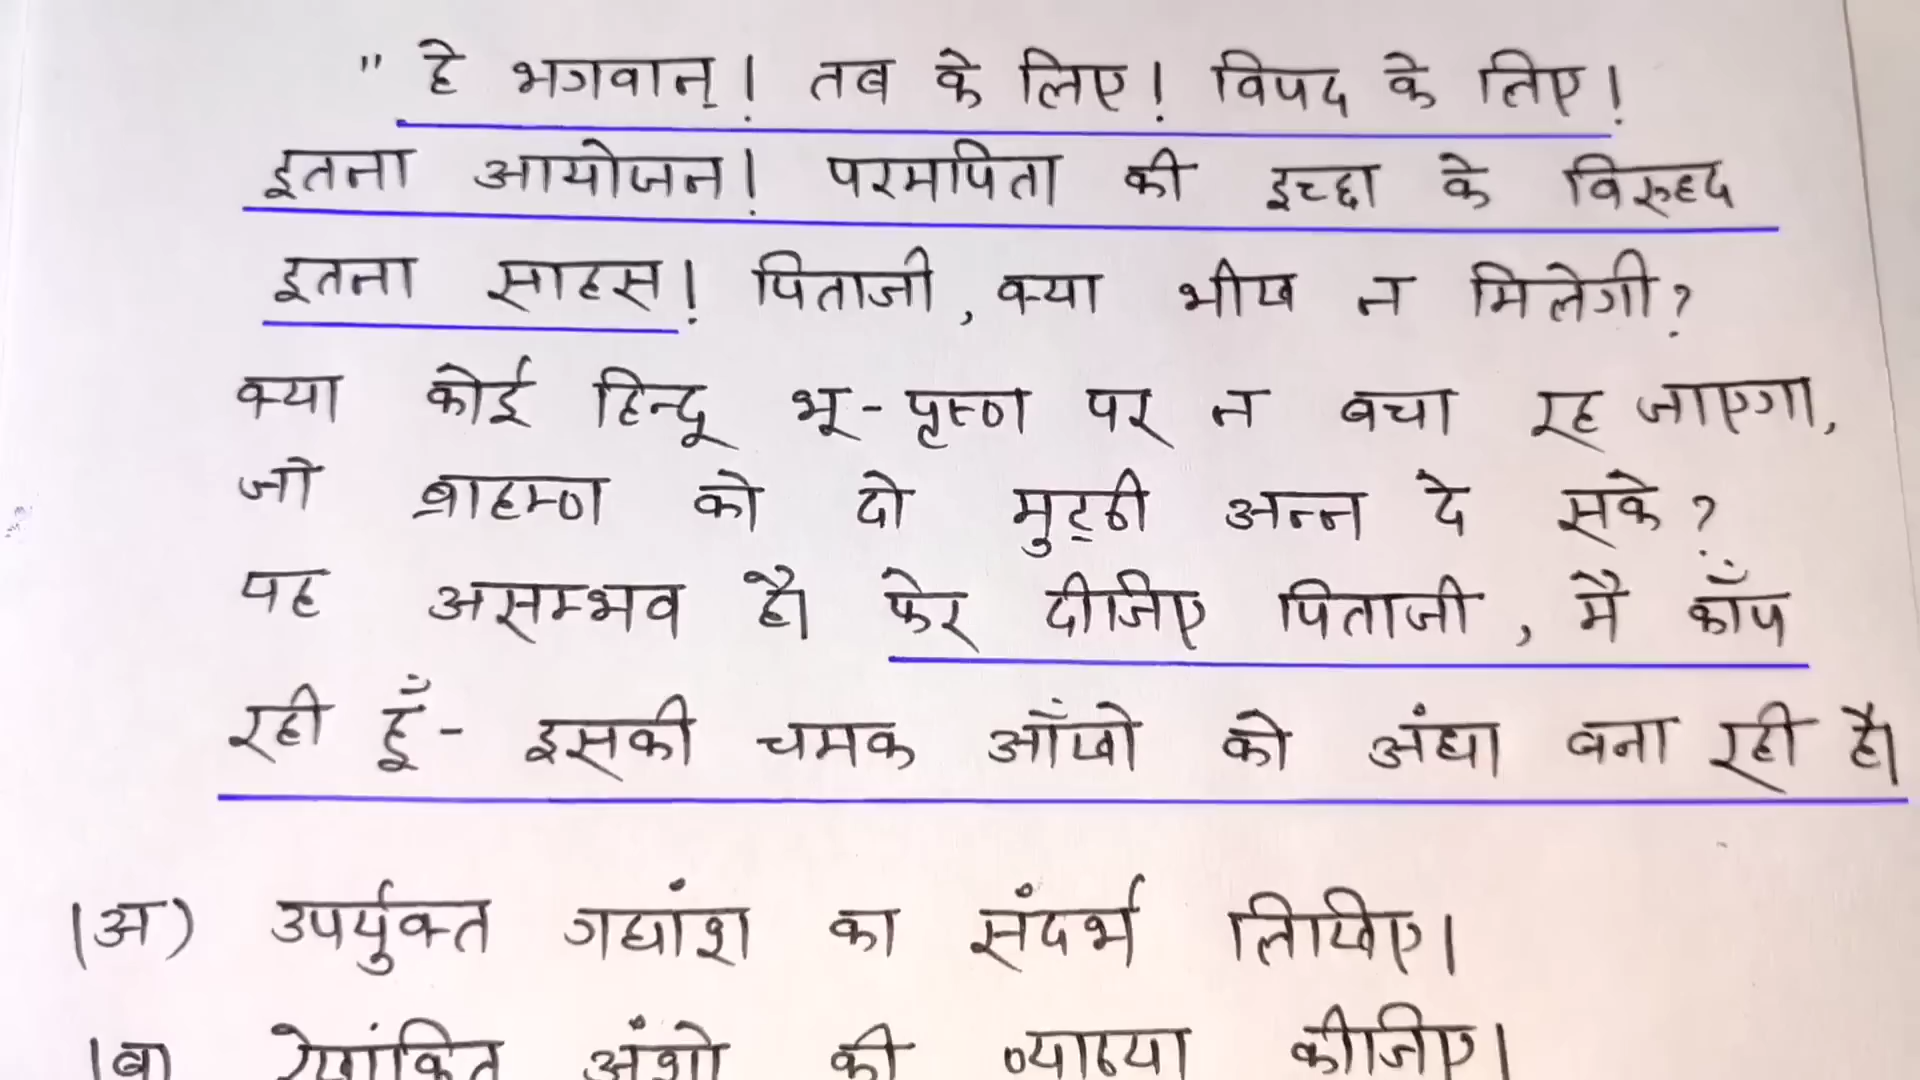 " हे भगवान् ! तब के लिए ! विपद के लिए !
इतना आयोजन ! परमपिता की इच्छा के विरुद्द
इतना साहस ! पिताजी , क्या भीख न मिलेगी ?
क्या कोई हिन्दू भू - पृष्ण पर न बचा रह जाएगा ,
जो ब्राहमण को दो मुट्ठी अन्न दे सके ?
यह असम्भव है। फेर दीजिए पिताजी , मै काँप
रही हूँ - इसकी चमक आँखो को अंधा बना रही है।
(अ) उपर्युक्त गद्यांश का संदर्भ लिखिए।
(ब) रेखांकित अंशो की व्याख्या कीजिए।